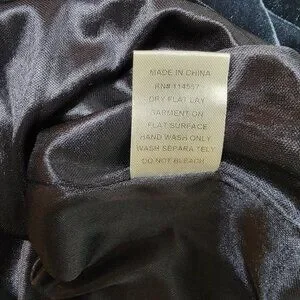 MADE IN CHINA
RN# 114587
DRY FLAT LAY
GARMENT ON
FLAT SURFACE
HAND WASH ONLY,
WASH SEPARATELY
DO NOT BLEACH